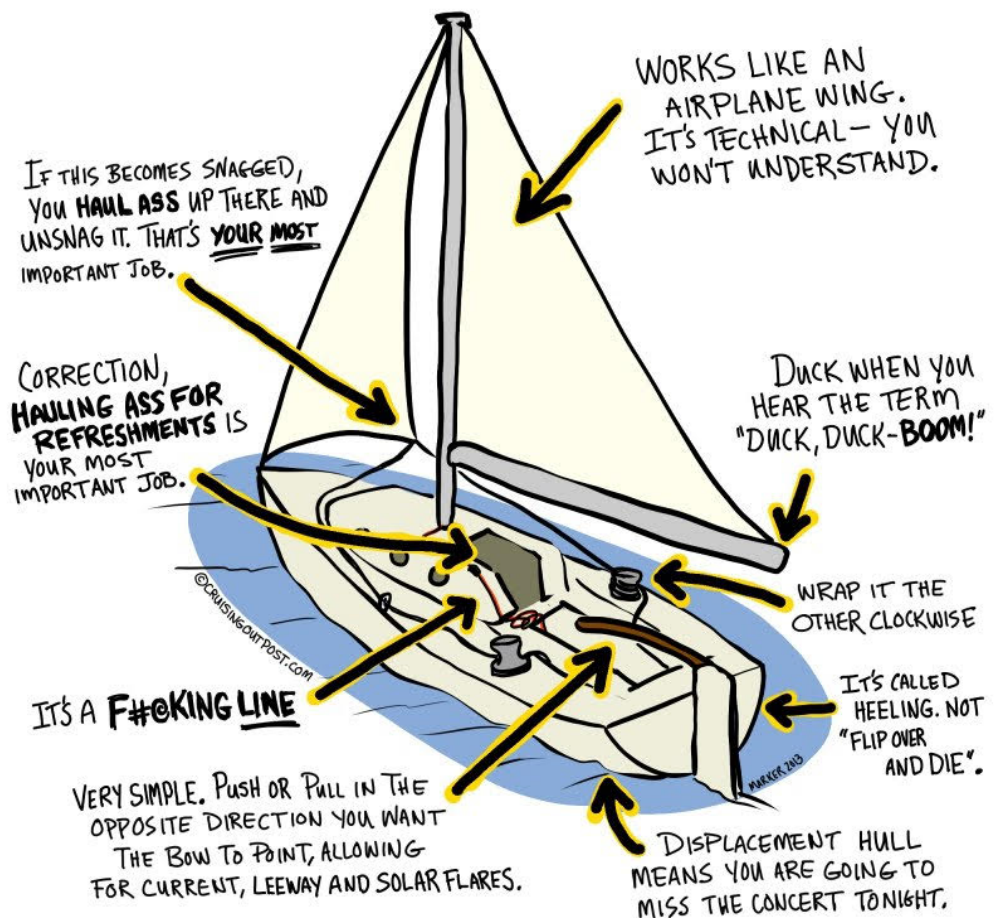 WORKS LIKE AN
AIRPLANE WING.
IT'S TECHNICAL — YOU
WON'T UNDERSTAND.
IF THIS BECOMES SNAGGED,
YOU HAUL ASS UP THERE AND
UNSNAG IT. THAT'S YOUR MOST
IMPORTANT JOB.
CORRECTION,
HAULING ASS FOR
REFRESHMENTS IS
YOUR MOST
IMPORTANT JOB.
DUCK WHEN YOU
HEAR THE TERM
"DUCK, DUCK-BOOM!"
WRAP IT THE
OTHER CLOCKWISE
©CRUISINGOUTPOST.COM
IT'S A F#@KING LINE
IT'S CALLED
HEELING. NOT
"FLIP OVER
AND DIE".
MARKER 2013
VERY SIMPLE. PUSH OR PULL IN THE
OPPOSITE DIRECTION YOU WANT
THE BOW TO POINT, ALLOWING
FOR CURRENT, LEEWAY AND SOLAR FLARES.
DISPLACEMENT HULL
MEANS YOU ARE GOING TO
MISS THE CONCERT TONIGHT.